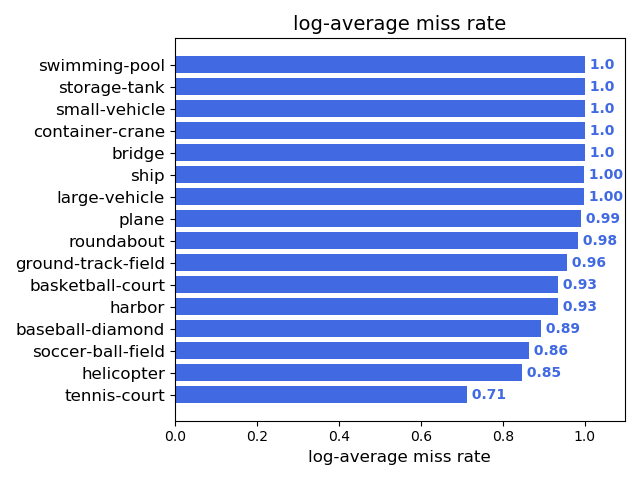 log-average miss rate
swimming-pool 1.0
storage-tank 1.0
small-vehicle 1.0
container-crane 1.0
bridge 1.0
ship 1.00
large-vehicle 1.00
plane 0.99
roundabout 0.98
ground-track-field 0.96
basketball-court 0.93
harbor 0.93
baseball-diamond 0.89
soccer-ball-field 0.86
helicopter 0.85
tennis-court 0.71
0.0 0.2 0.4 0.6 0.8 1.0
log-average miss rate